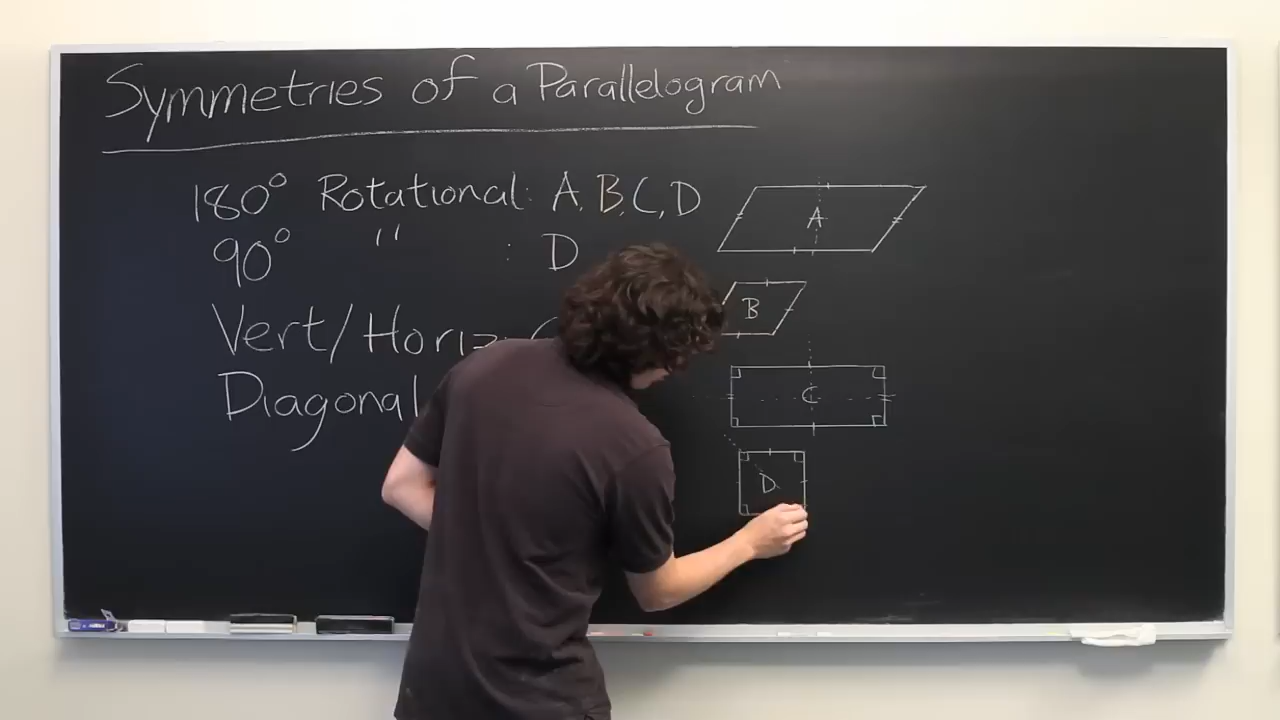 Symmetries of a Parallelogram
180° Rotational: A, B, C, D
90° " : D
Vert/Horiz
Diagonal
A
B
C
D